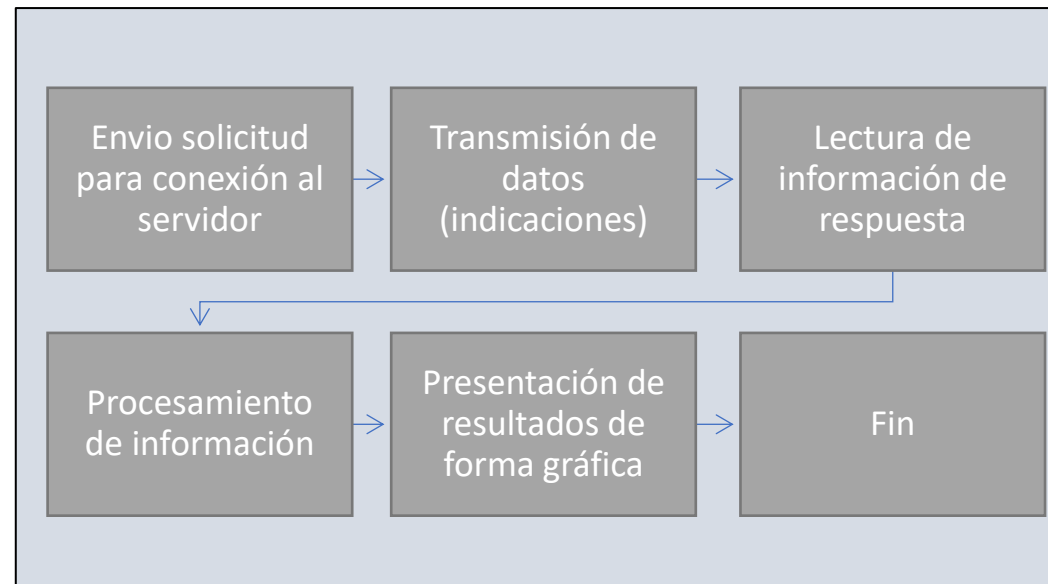 Envio solicitud
para conexión al
servidor
Transmisión de
datos
(indicaciones)
Lectura de
información de
respuesta
Procesamiento
de información
Presentación de
resultados de
forma gráfica
Fin